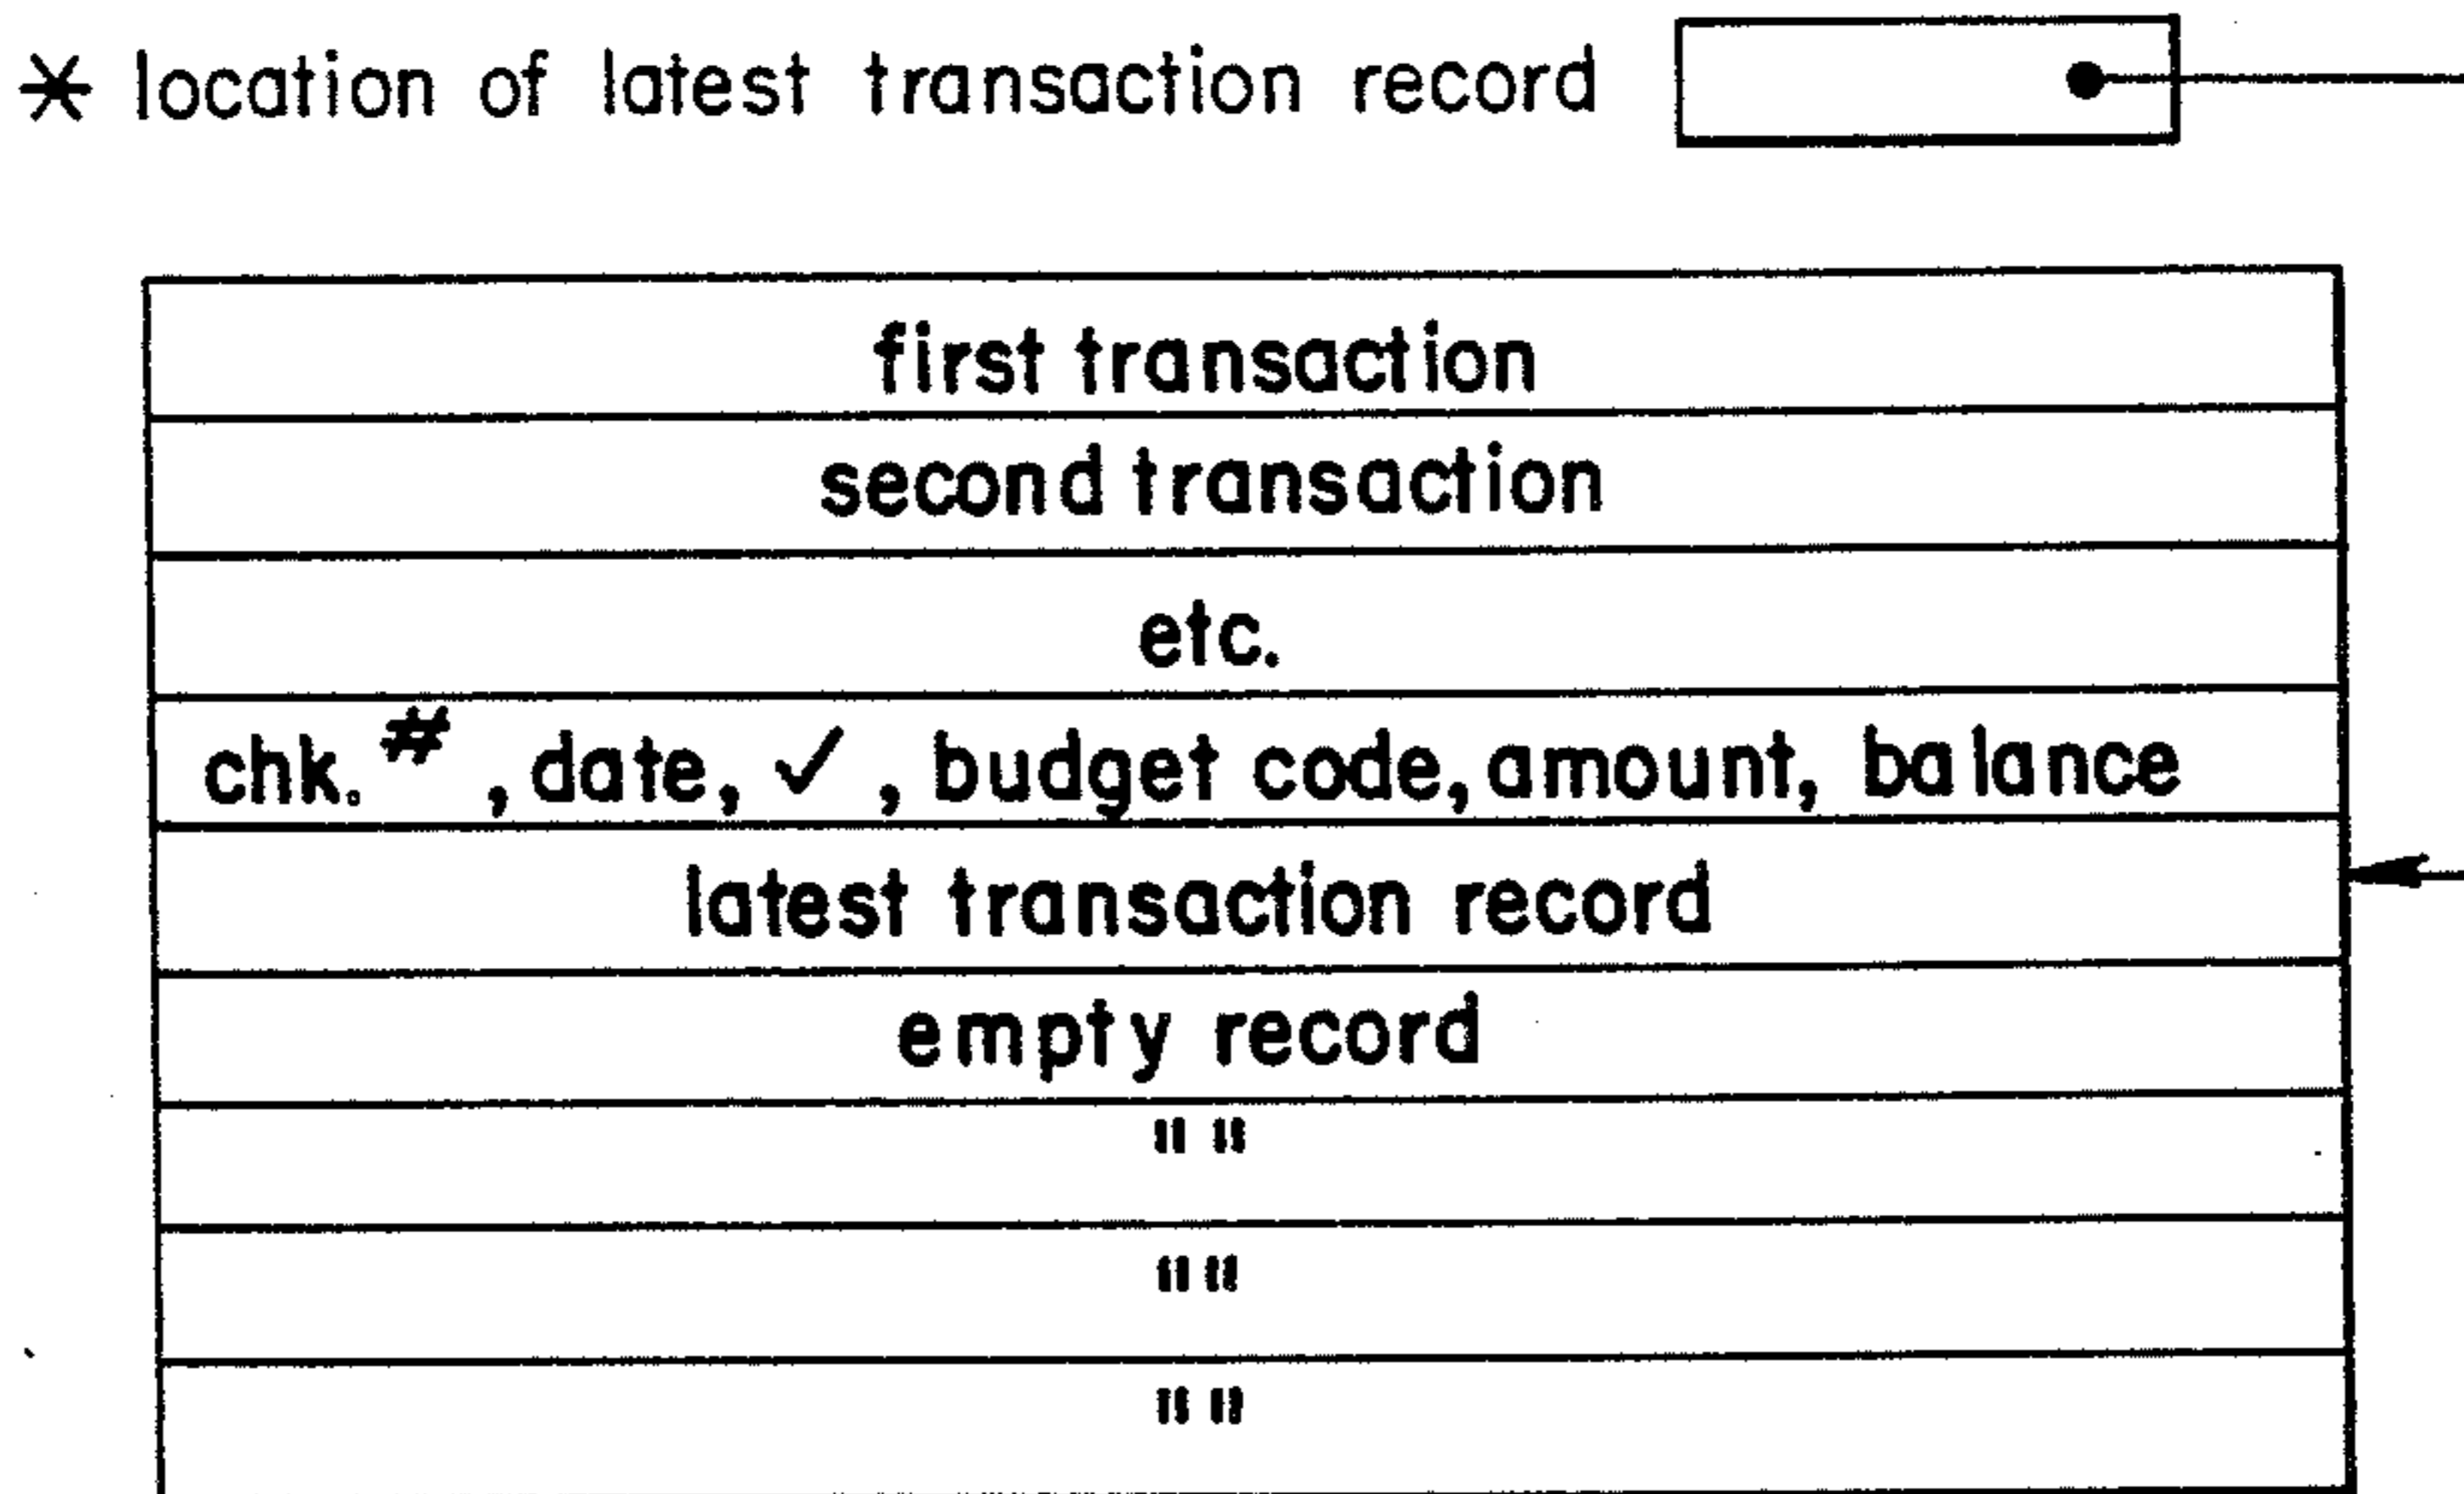 * location of latest transaction record
first transaction
second transaction
etc.
chk. #, date, ✓, budget code, amount, balance
latest transaction record
empty record
" "
" "
" "